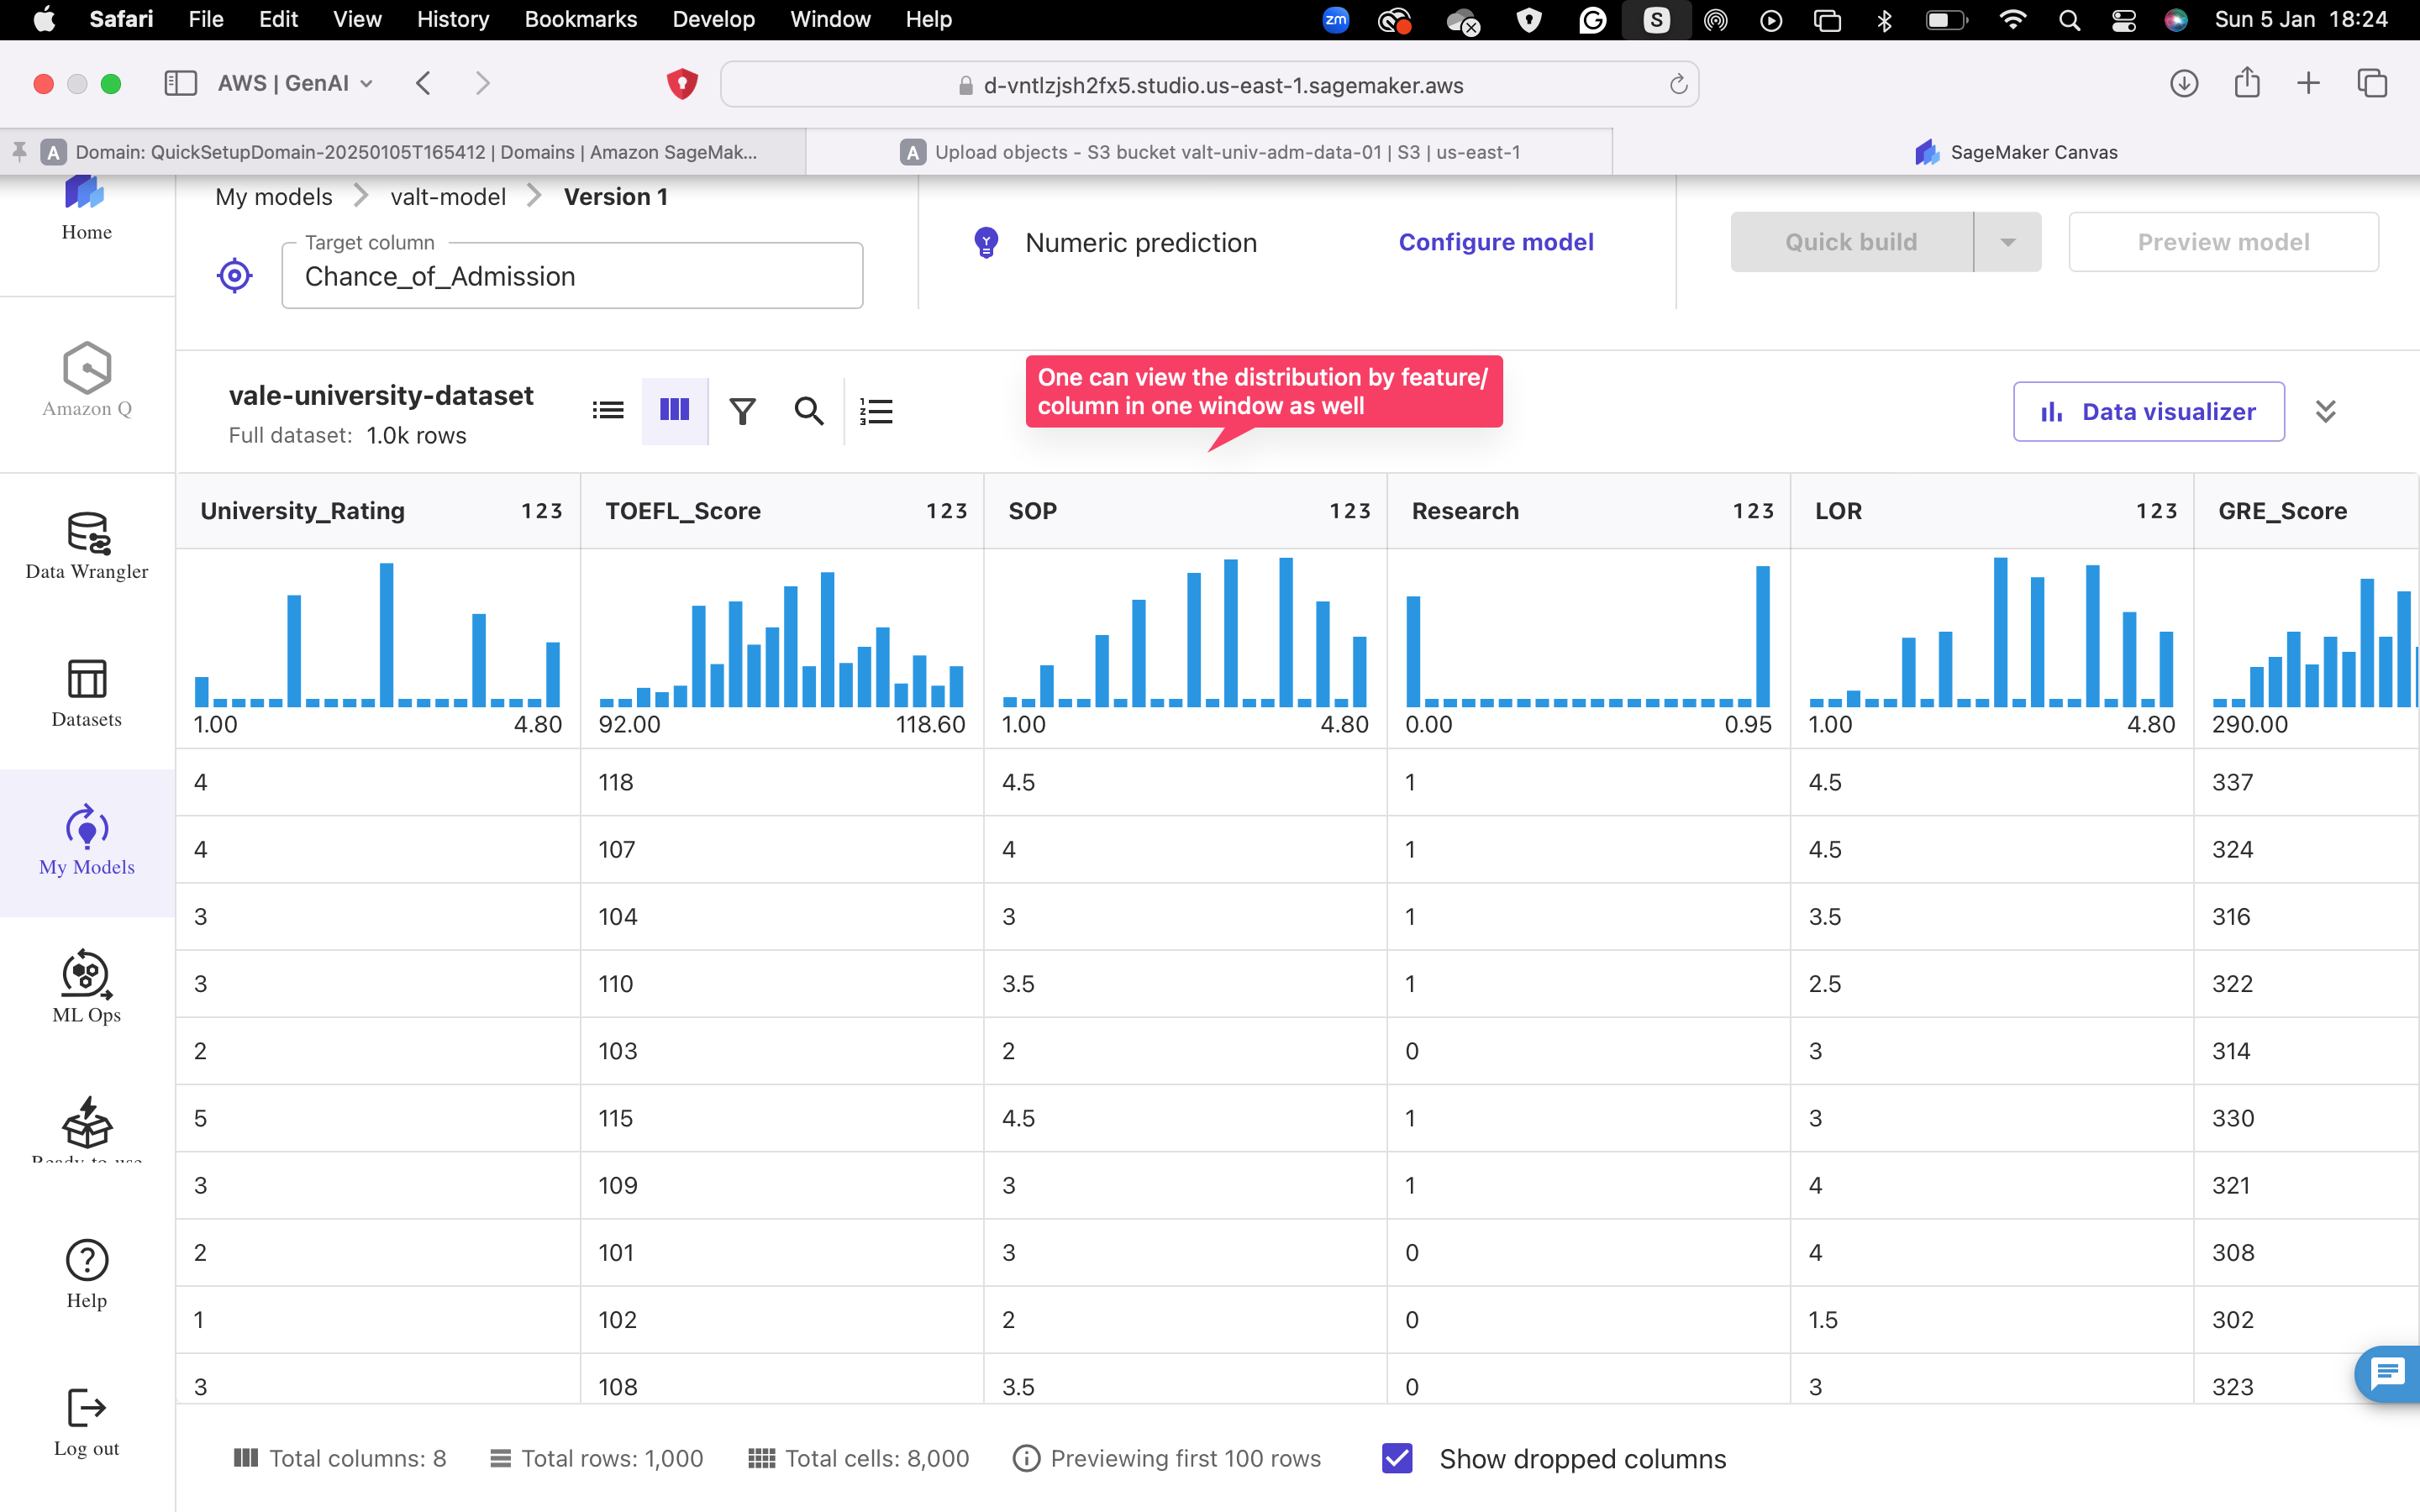 Safari File Edit View History Bookmarks Develop Window Help zm S Sun 5 Jan 18:24
AWS | GenAI d-vntlzjsh2fx5.studio.us-east-1.sagemaker.aws
A Domain: QuickSetupDomain-20250105T165412 | Domains | Amazon SageMak... A Upload objects - S3 bucket valt-univ-adm-data-01 | S3 | us-east-1 SageMaker Canvas
Home
Amazon Q
Data Wrangler
Datasets
My Models
ML Ops
Ready-to-use
Help
Log out
My models valt-model Version 1
Target column
Chance_of_Admission
Numeric prediction Configure model Quick build Preview model
vale-university-dataset
Full dataset: 1.0k rows
One can view the distribution by feature/
column in one window as well
Data visualizer
University_Rating 123 TOEFL_Score 123 SOP 123 Research 123 LOR 123 GRE_Score
1.00 4.80 92.00 118.60 1.00 4.80 0.00 0.95 1.00 4.80 290.00
4 118 4.5 1 4.5 337
4 107 4 1 4.5 324
3 104 3 1 3.5 316
3 110 3.5 1 2.5 322
2 103 2 0 3 314
5 115 4.5 1 3 330
3 109 3 1 4 321
2 101 3 0 4 308
1 102 2 0 1.5 302
3 108 3.5 0 3 323
Total columns: 8 Total rows: 1,000 Total cells: 8,000 Previewing first 100 rows Show dropped columns